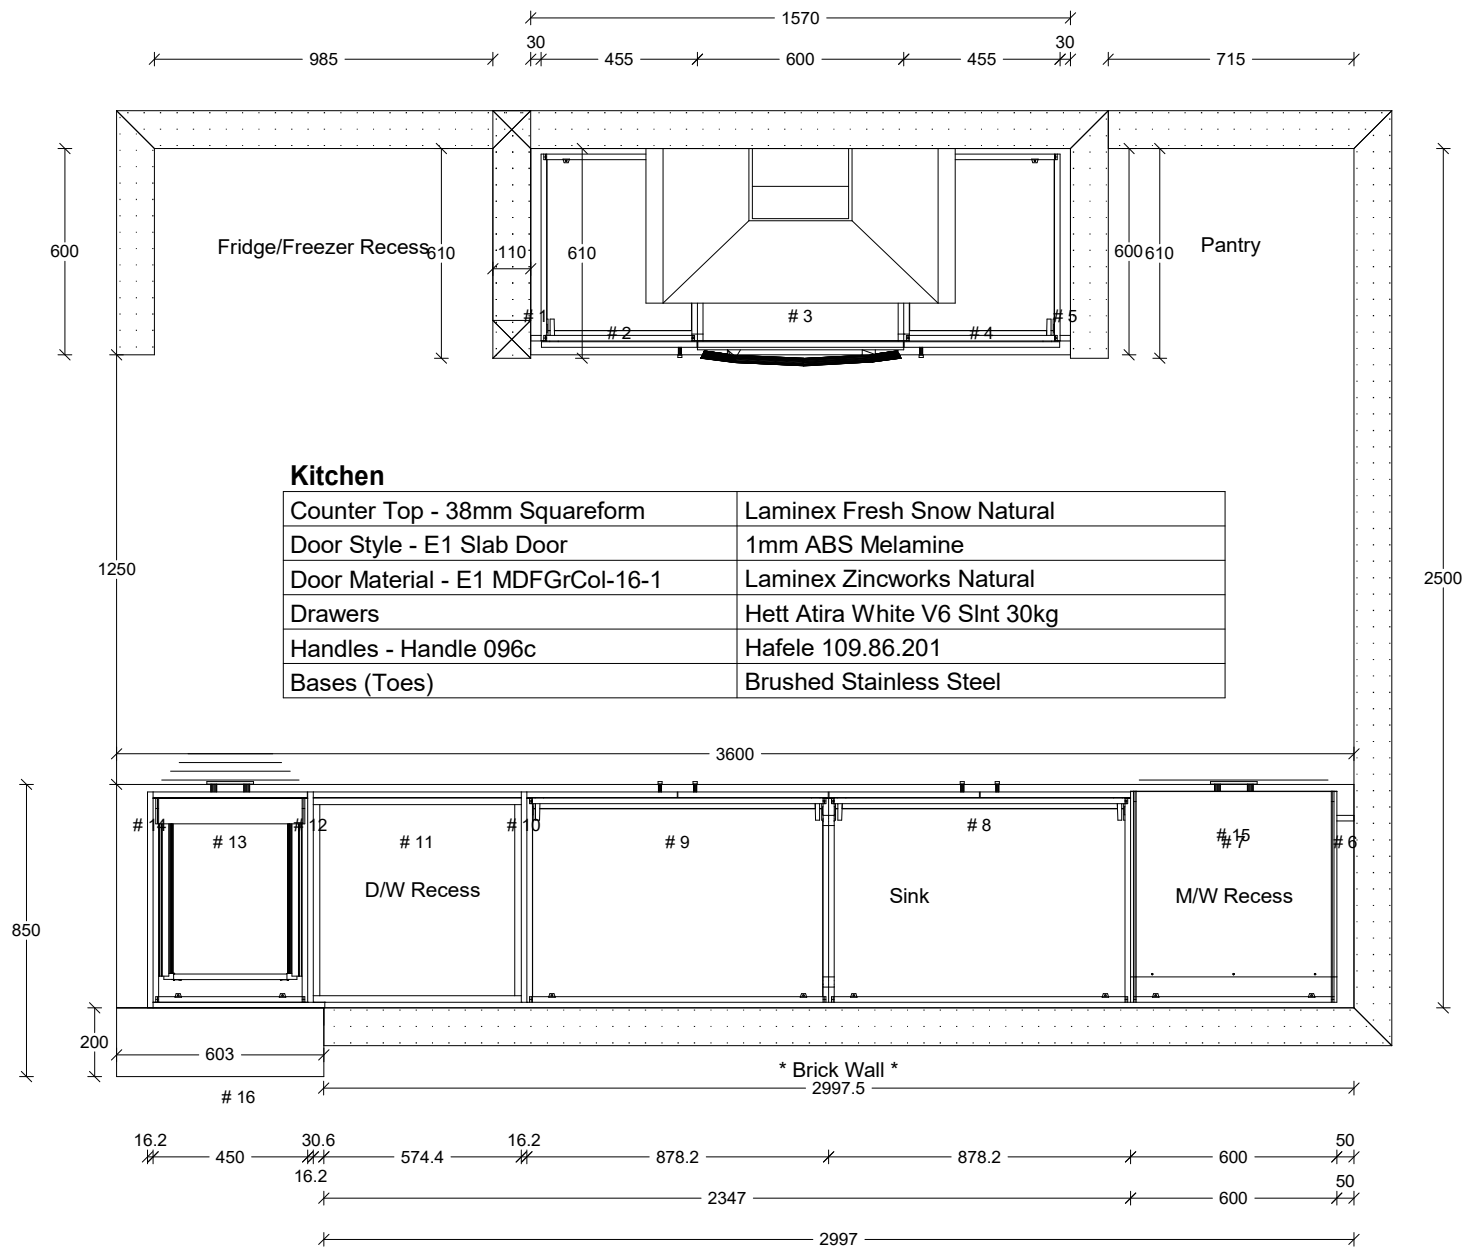 1570
30 30
985 455 600 455 715
600 Fridge/Freezer Recess 610 110 610 600 610 Pantry
# 1 # 2 # 3 # 4 # 5
Kitchen
Counter Top - 38mm Squareform Laminex Fresh Snow Natural
Door Style - E1 Slab Door 1mm ABS Melamine
1250 Door Material - E1 MDFGrCol-16-1 Laminex Zincworks Natural 2500
Drawers Hett Atira White V6 Slnt 30kg
Handles - Handle 096c Hafele 109.86.201
Bases (Toes) Brushed Stainless Steel
3600
# 14 # 13 # 12 # 11 # 10 # 9 # 8 # 15 # 7 # 6
D/W Recess Sink M/W Recess
850
200 603
* Brick Wall *
2997.5
# 16
16.2 30.6 16.2 50
450 574.4 878.2 878.2 600
16.2
2347 600 50
2997